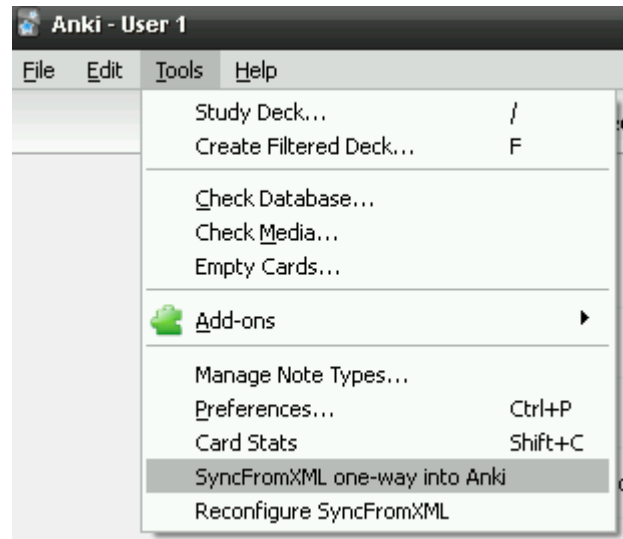 Anki - User 1
File Edit Tools Help
Study Deck... /
Create Filtered Deck... F
Check Database...
Check Media...
Empty Cards...
Add-ons
Manage Note Types...
Preferences... Ctrl+P
Card Stats Shift+C
SyncFromXML one-way into Anki
Reconfigure SyncFromXML